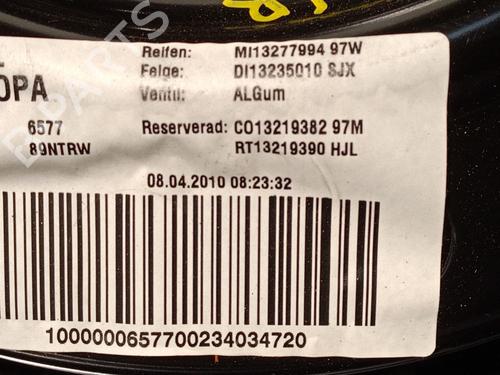 Reifen: MI13277994 97W
OPA Felge: DI13235010 SJX
Ventil: ALGum
6577 Reserverad: CO13219382 97M
89NTRW RT13219390 HJL
08.04.2010 08:23:32
1000000657700234034720
B-PARTS